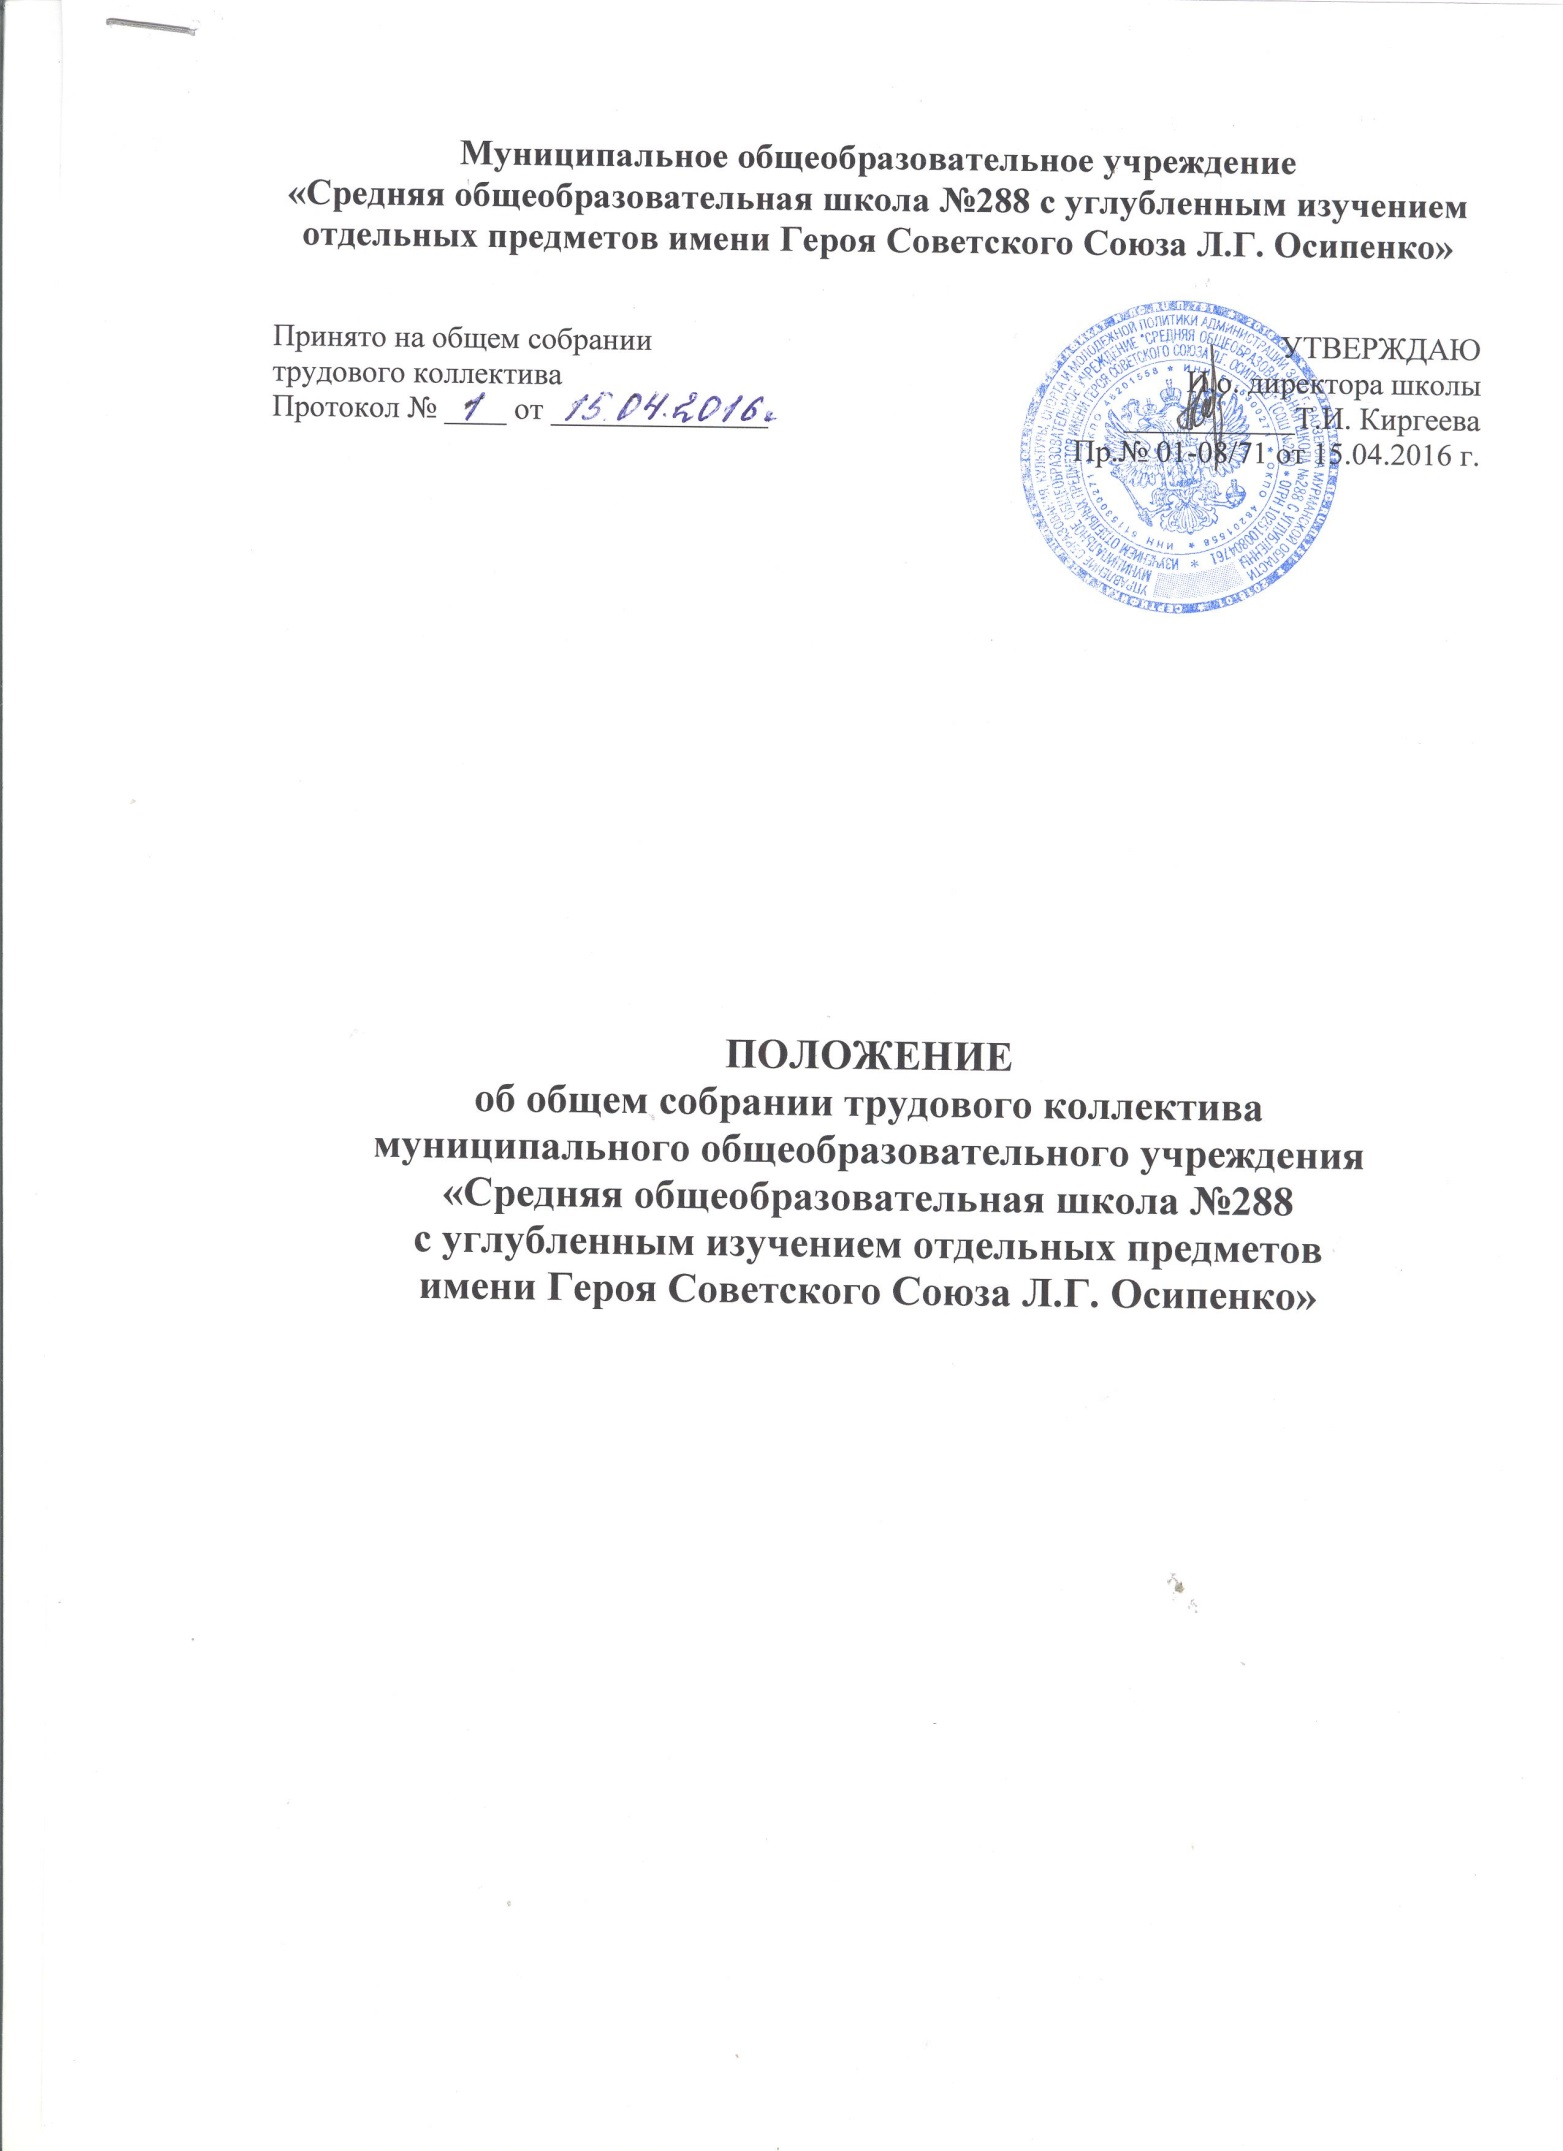 Муниципальное общеобразовательное учреждение
«Средняя общеобразовательная школа №288 с углубленным изучением
отдельных предметов имени Героя Советского Союза Л.Г. Осипенко»
Принято на общем собрании
трудового коллектива
Протокол № 1 от 15.04.2016г.
УТВЕРЖДАЮ
И.о. директора школы
Т.И. Киргеева
Пр.№ 01-08/71 от 15.04.2016 г.
ПОЛОЖЕНИЕ
об общем собрании трудового коллектива
муниципального общеобразовательного учреждения
«Средняя общеобразовательная школа №288
с углубленным изучением отдельных предметов
имени Героя Советского Союза Л.Г. Осипенко»